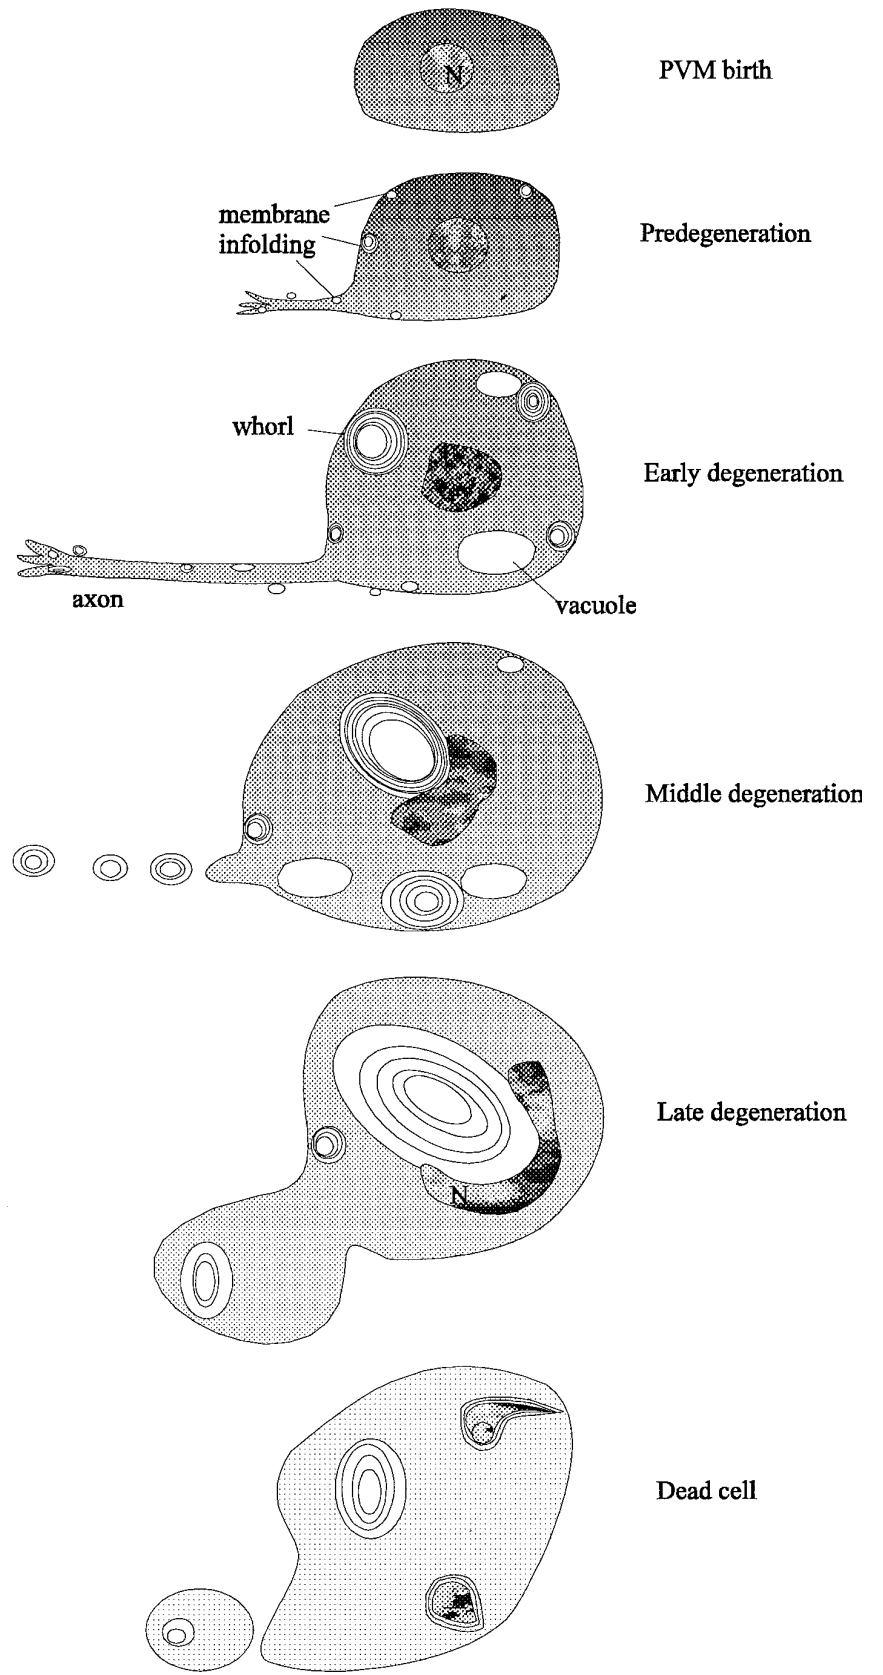 N
PVM birth
membrane
infolding
Predegeneration
whorl
Early degeneration
axon
vacuole
Middle degeneration
Late degeneration
N
Dead cell